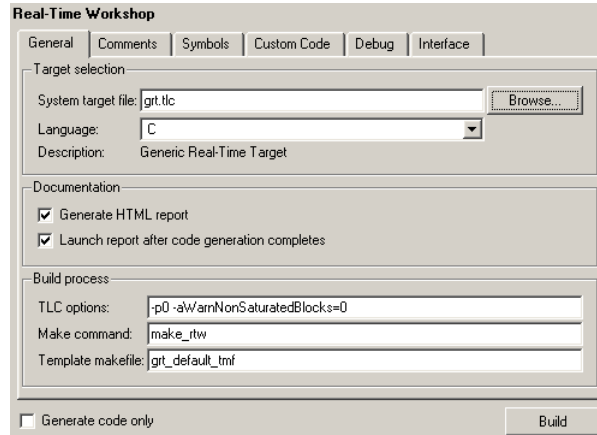 Real-Time Workshop
General Comments Symbols Custom Code Debug Interface
Target selection
System target file: grt.tlc Browse...
Language: C
Description: Generic Real-Time Target
Documentation
Generate HTML report
Launch report after code generation completes
Build process
TLC options: -p0 -aWarnNonSaturatedBlocks=0
Make command: make_rtw
Template makefile: grt_default_tmf
Generate code only Build